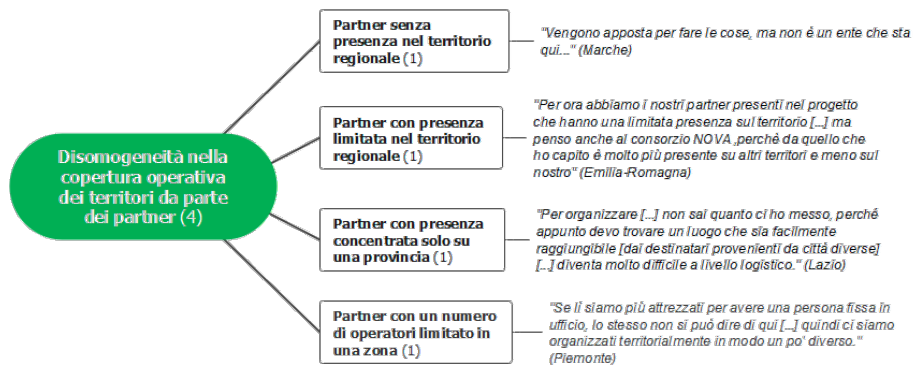 Disomogeneità nella
copertura operativa
dei territori da parte
dei partner (4)
Partner senza
presenza nel territorio
regionale (1)
"Vengono apposta per fare le cose, ma non è un ente che sta
qui..." (Marche)
Partner con presenza
limitata nel territorio
regionale (1)
"Per ora abbiamo i nostri partner presenti nel progetto
che hanno una limitata presenza sul territorio [...] ma
penso anche al consorzio NOVA ,perchè da quello che
ho capito è molto più presente su altri territori e meno sul
nostro" (Emilia-Romagna)
Partner con presenza
concentrata solo su
una provincia (1)
"Per organizzare [...] non sai quanto ci ho messo, perché
appunto devo trovare un luogo che sia facilmente
raggiungibile [dai destinatari provenienti da città diverse]
[...] diventa molto difficile a livello logistico." (Lazio)
Partner con un numero
di operatori limitato in
una zona (1)
"Se lì siamo più attrezzati per avere una persona fissa in
ufficio, lo stesso non si può dire di qui [...] quindi ci siamo
organizzati territorialmente in modo un po' diverso."
(Piemonte)